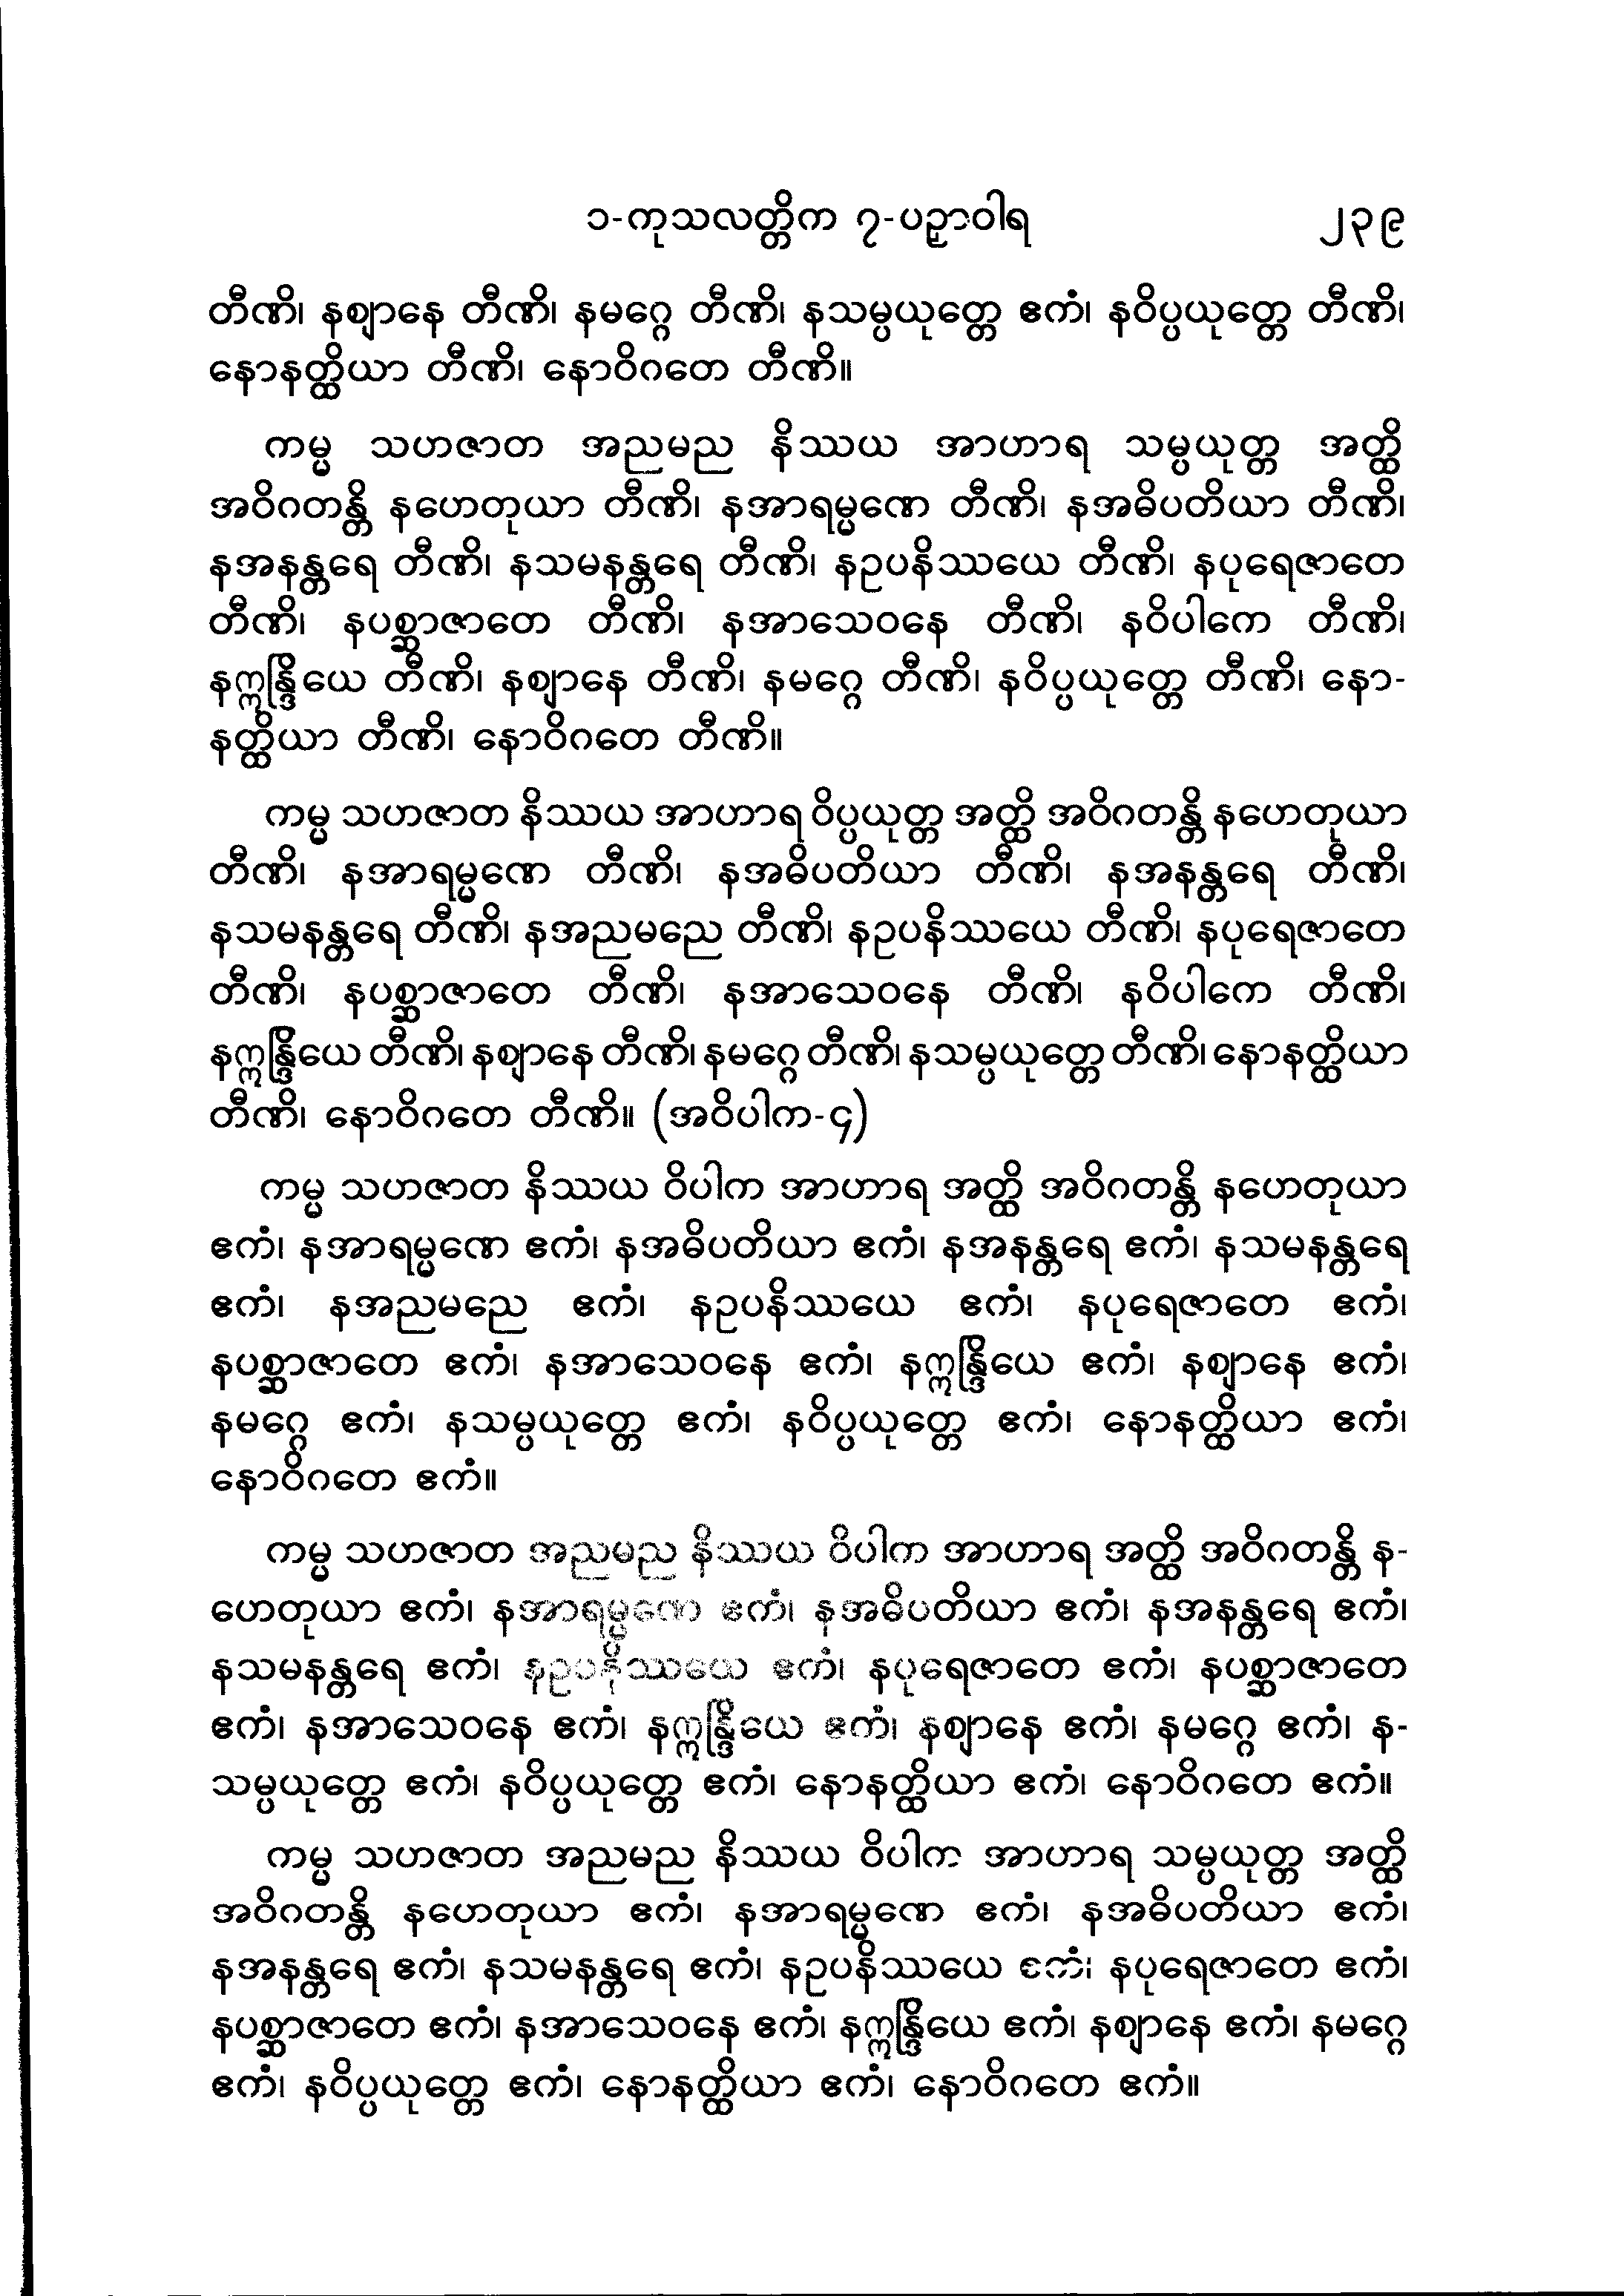 ၁-ကုသလတ္တိက ၇-ပဉှာဝါရ ၂၃၉
တီဏိ၊ နဈာနေ တီဏိ၊ နမဂ္ဂေ တီဏိ၊ နသမ္ပယုတ္တေ ဧကံ၊ နဝိပ္ပယုတ္တေ တီဏိ၊
နောနတ္ထိယာ တီဏိ၊ နောဝိဂတေ တီဏိ။
ကမ္မ သဟဇာတ အညမည နိဿယ အာဟာရ သမ္ပယုတ္တ အတ္ထိ
အဝိဂတန္တိ နဟေတုယာ တီဏိ၊ နအာရမ္မဏေ တီဏိ၊ နအဓိပတိယာ တီဏိ၊
နအနန္တရေ တီဏိ၊ နသမနန္တရေ တီဏိ၊ နဥပနိဿယေ တီဏိ၊ နပုရေဇာတေ
တီဏိ၊ နပစ္ဆာဇာတေ တီဏိ၊ နအာသေဝနေ တီဏိ၊ နဝိပါကေ တီဏိ၊
နဣန္ဒြိယေ တီဏိ၊ နဈာနေ တီဏိ၊ နမဂ္ဂေ တီဏိ၊ နဝိပ္ပယုတ္တေ တီဏိ၊ နော-
နတ္ထိယာ တီဏိ၊ နောဝိဂတေ တီဏိ။
ကမ္မ သဟဇာတ နိဿယ အာဟာရ ဝိပ္ပယုတ္တ အတ္ထိ အဝိဂတန္တိ နဟေတုယာ
တီဏိ၊ နအာရမ္မဏေ တီဏိ၊ နအဓိပတိယာ တီဏိ၊ နအနန္တရေ တီဏိ၊
နသမနန္တရေ တီဏိ၊ နအညမညေ တီဏိ၊ နဥပနိဿယေ တီဏိ၊ နပုရေဇာတေ
တီဏိ၊ နပစ္ဆာဇာတေ တီဏိ၊ နအာသေဝနေ တီဏိ၊ နဝိပါကေ တီဏိ၊
နဣန္ဒြိယေ တီဏိ၊ နဈာနေ တီဏိ၊ နမဂ္ဂေ တီဏိ၊ နသမ္ပယုတ္တေ တီဏိ၊ နောနတ္ထိယာ
တီဏိ၊ နောဝိဂတေ တီဏိ။ (အဝိပါက-၄)
ကမ္မ သဟဇာတ နိဿယ ဝိပါက အာဟာရ အတ္ထိ အဝိဂတန္တိ နဟေတုယာ
ဧကံ၊ နအာရမ္မဏေ ဧကံ၊ နအဓိပတိယာ ဧကံ၊ နအနန္တရေ ဧကံ၊ နသမနန္တရေ
ဧကံ၊ နအညမညေ ဧကံ၊ နဥပနိဿယေ ဧကံ၊ နပုရေဇာတေ ဧကံ၊
နပစ္ဆာဇာတေ ဧကံ၊ နအာသေဝနေ ဧကံ၊ နဣန္ဒြိယေ ဧကံ၊ နဈာနေ ဧကံ၊
နမဂ္ဂေ ဧကံ၊ နသမ္ပယုတ္တေ ဧကံ၊ နဝိပ္ပယုတ္တေ ဧကံ၊ နောနတ္ထိယာ ဧကံ၊
နောဝိဂတေ ဧကံ။
ကမ္မ သဟဇာတ အညမည နိဿယ ဝိပါက အာဟာရ အတ္ထိ အဝိဂတန္တိ န-
ဟေတုယာ ဧကံ၊ နအာရမ္မဏေ ဧကံ၊ နအဓိပတိယာ ဧကံ၊ နအနန္တရေ ဧကံ၊
နသမနန္တရေ ဧကံ၊ နဥပနိဿယေ ဧကံ၊ နပုရေဇာတေ ဧကံ၊ နပစ္ဆာဇာတေ
ဧကံ၊ နအာသေဝနေ ဧကံ၊ နဣန္ဒြိယေ ဧကံ၊ နဈာနေ ဧကံ၊ နမဂ္ဂေ ဧကံ၊ န-
သမ္ပယုတ္တေ ဧကံ၊ နဝိပ္ပယုတ္တေ ဧကံ၊ နောနတ္ထိယာ ဧကံ၊ နောဝိဂတေ ဧကံ။
ကမ္မ သဟဇာတ အညမည နိဿယ ဝိပါက အာဟာရ သမ္ပယုတ္တ အတ္ထိ
အဝိဂတန္တိ နဟေတုယာ ဧကံ၊ နအာရမ္မဏေ ဧကံ၊ နအဓိပတိယာ ဧကံ၊
နအနန္တရေ ဧကံ၊ နသမနန္တရေ ဧကံ၊ နဥပနိဿယေ ဧကံ၊ နပုရေဇာတေ ဧကံ၊
နပစ္ဆာဇာတေ ဧကံ၊ နအာသေဝနေ ဧကံ၊ နဣန္ဒြိယေ ဧကံ၊ နဈာနေ ဧကံ၊ နမဂ္ဂေ
ဧကံ၊ နဝိပ္ပယုတ္တေ ဧကံ၊ နောနတ္ထိယာ ဧကံ၊ နောဝိဂတေ ဧကံ။